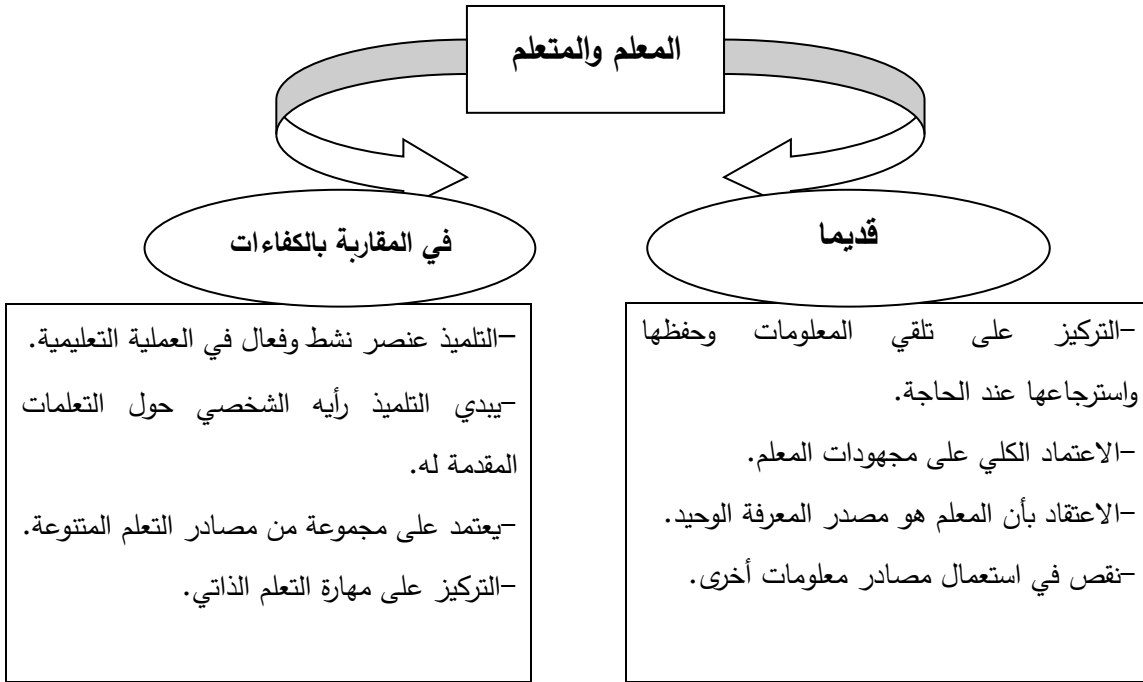 المعلم والمتعلم
قديما
-التركيز على تلقي المعلومات وحفظها
واسترجاعها عند الحاجة.
-الاعتماد الكلي على مجهودات المعلم.
-الاعتقاد بأن المعلم هو مصدر المعرفة الوحيد.
-نقص في استعمال مصادر معلومات أخرى.
في المقاربة بالكفاءات
-التلميذ عنصر نشط وفعال في العملية التعليمية.
-يبدي التلميذ رأيه الشخصي حول التعلمات
المقدمة له.
-يعتمد على مجموعة من مصادر التعلم المتنوعة.
-التركيز على مهارة التعلم الذاتي.